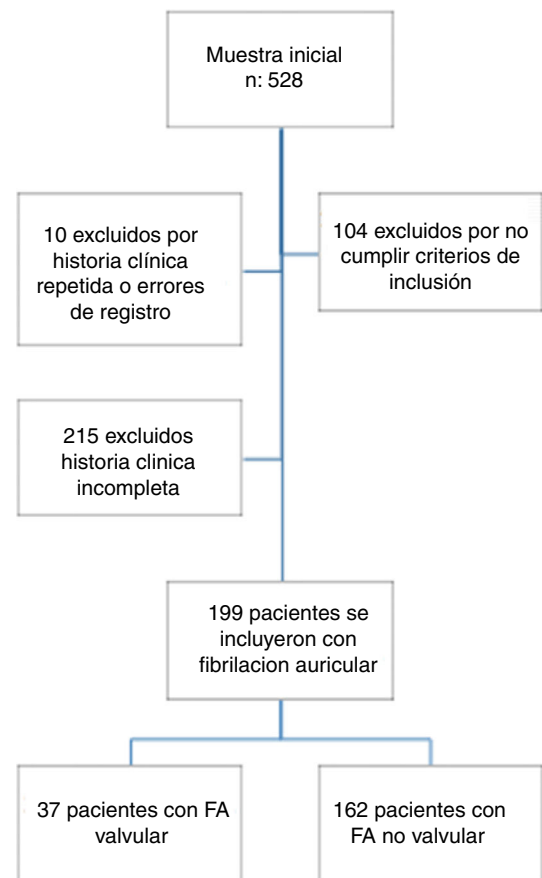 Muestra inicial
n: 528
10 excluidos por
historia clínica
repetida o errores
de registro
104 excluidos por no
cumplir criterios de
inclusión
215 excluidos
historia clinica
incompleta
199 pacientes se
incluyeron con
fibrilacion auricular
37 pacientes con FA
valvular
162 pacientes con
FA no valvular